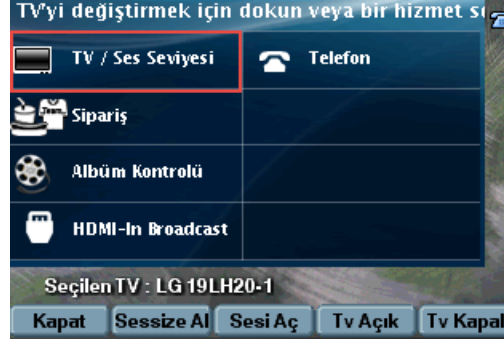 TV'yi değiştirmek için dokun veya bir hizmet
TV / Ses Seviyesi
Telefon
Sipariş
Albüm Kontrolü
HDMI-In Broadcast
Seçilen TV : LG 19LH20-1
Kapat Sessize Al Sesi Aç Tv Açık Tv Kapal